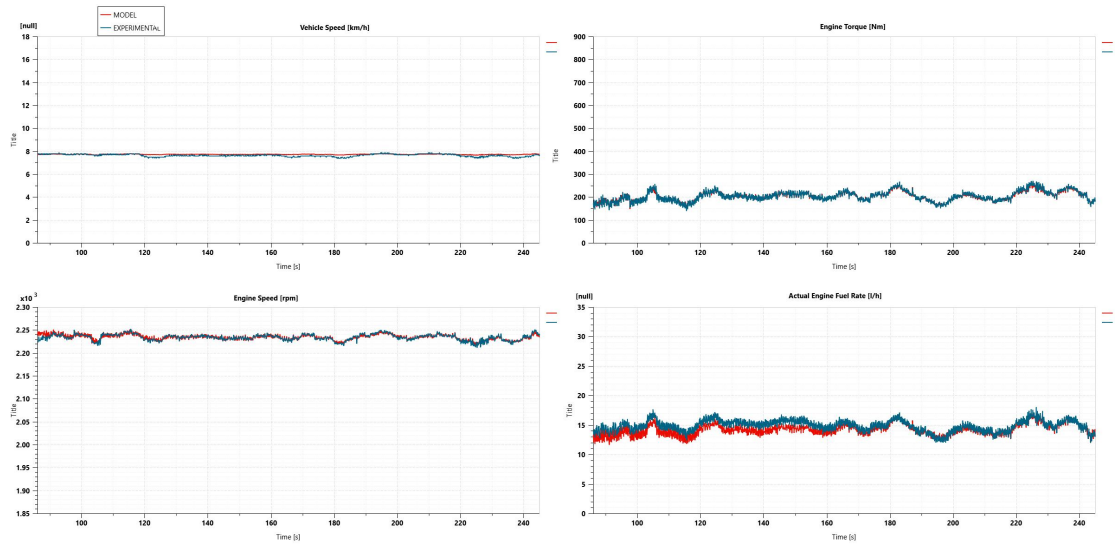 MODEL
EXPERIMENTAL
[null]
Vehicle Speed [km/h]
18
16
14
12
10
8
6
4
2
0
Title
100 120 140 160 180 200 220 240
Time [s]
Engine Torque [Nm]
900
800
700
600
500
400
300
200
100
0
Title
100 120 140 160 180 200 220 240
Time [s]
x10 3
Engine Speed [rpm]
2.30
2.25
2.20
2.15
2.10
2.05
2.00
1.95
1.90
1.85
Title
100 120 140 160 180 200 220 240
Time [s]
[null]
Actual Engine Fuel Rate [l/h]
35
30
25
20
15
10
5
0
Title
100 120 140 160 180 200 220 240
Time [s]